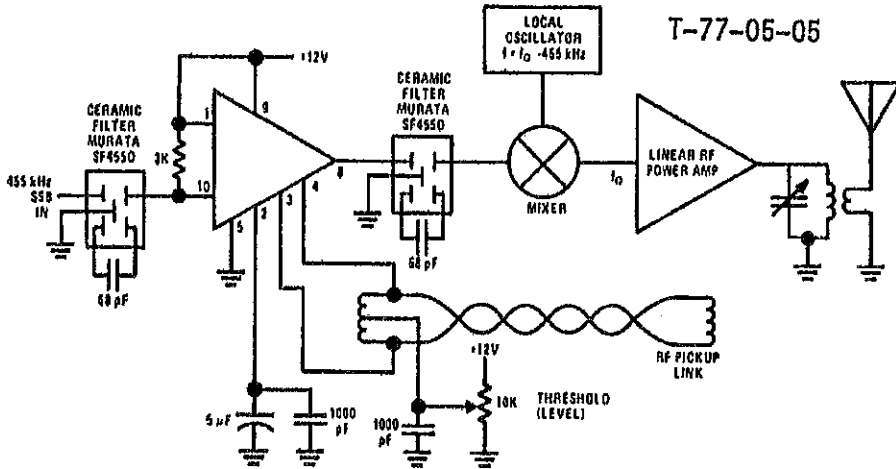 T-77-05-05
LOCAL
OSCILLATOR
f = fO -455 kHz
+12V
CERAMIC
FILTER
MURATA
SF455D
CERAMIC
FILTER
MURATA
SF455D
1
9
3K
10
8
4
3
2
5
455 kHz
SSB
IN
68 pF
68 pF
MIXER
fO
LINEAR RF
POWER AMP
+12V
RF PICKUP
LINK
10K
THRESHOLD
(LEVEL)
5 µF
1000
pF
1000
pF